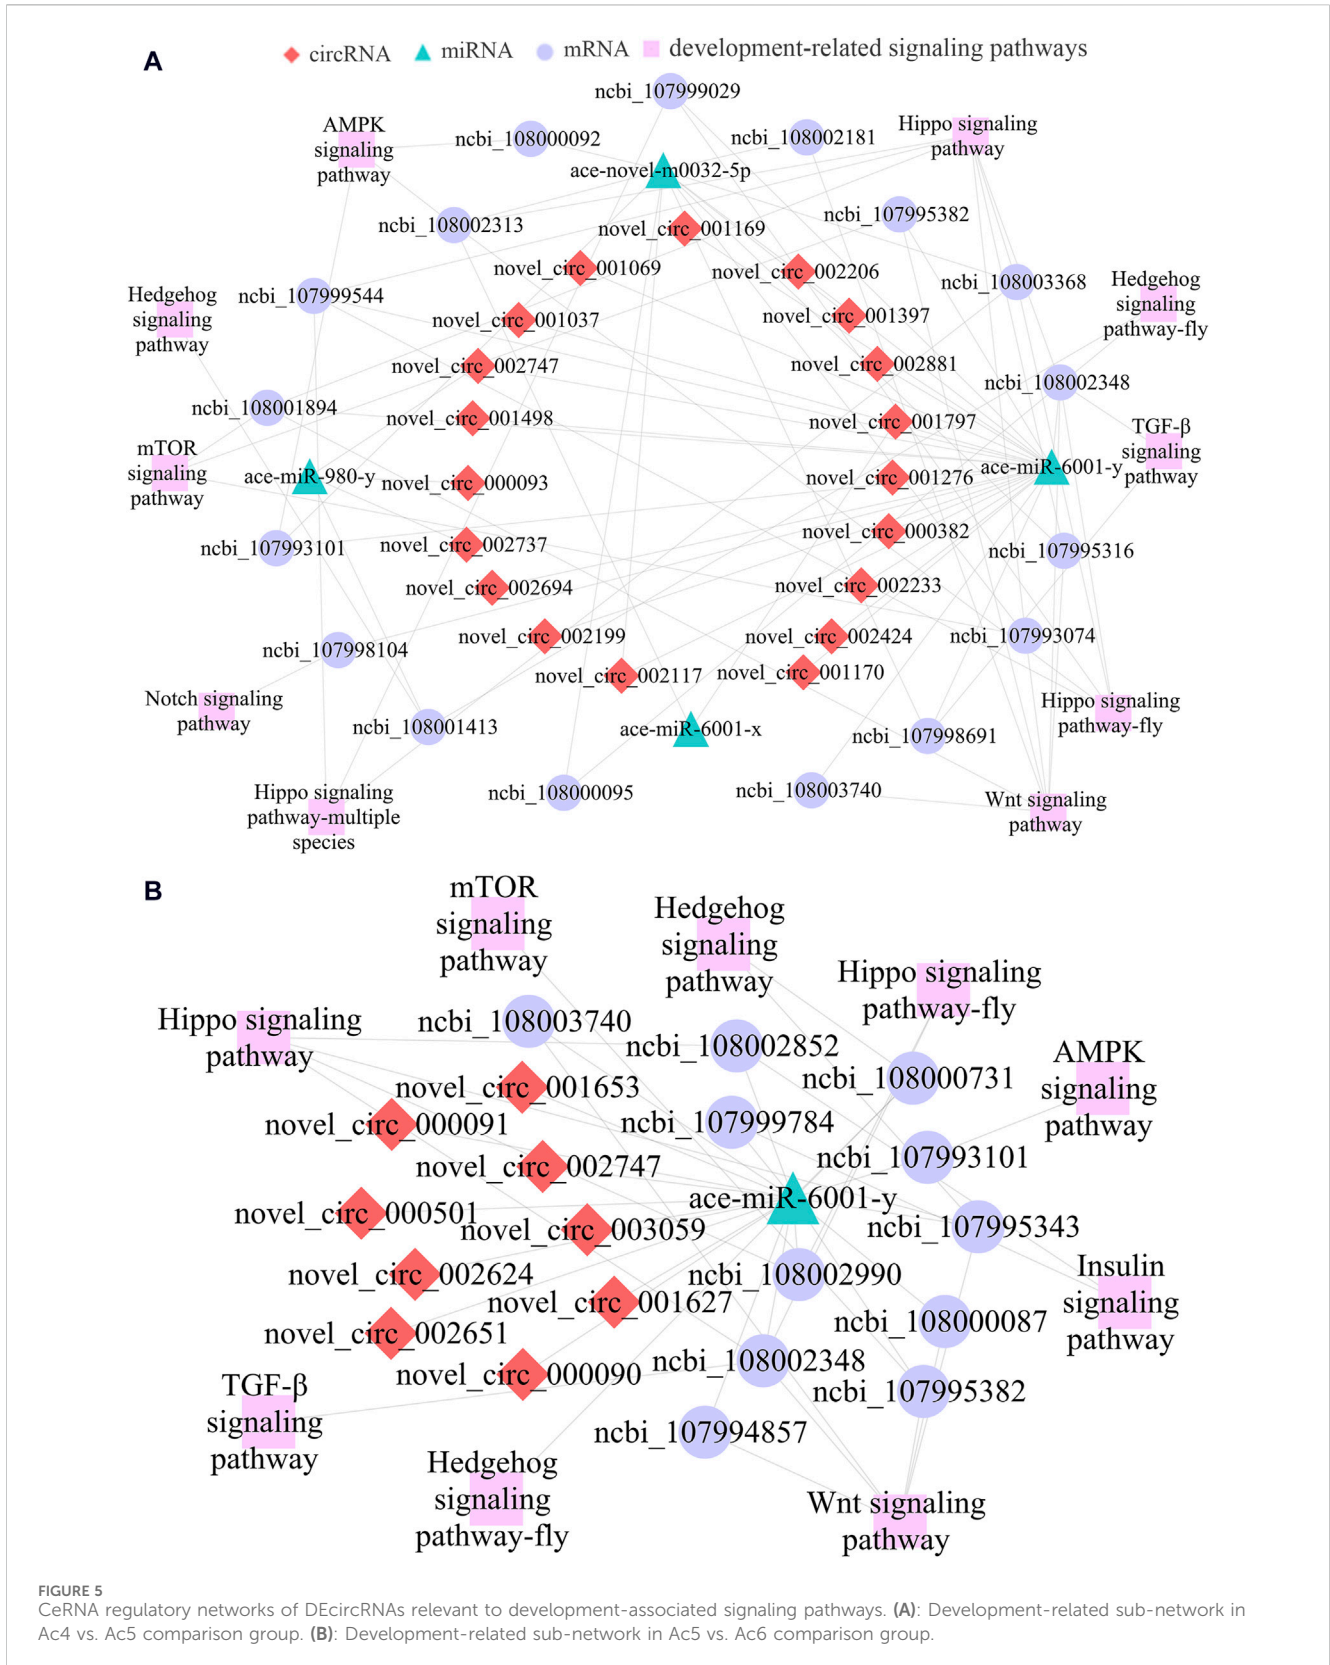 A
circRNA miRNA mRNA development-related signaling pathways
ncbi_107999029
AMPK
signaling
pathway
ncbi_108000092
ncbi_108002181
Hippo signaling
pathway
ace-novel-m0032-5p
ncbi_108002313
novel_circ_001169
ncbi_107995382
novel_circ_001069
novel_circ_002206
ncbi_108003368
Hedgehog
signaling
pathway-fly
Hedgehog
signaling
pathway
ncbi_107999544
novel_circ_001037
novel_circ_001397
novel_circ_002747
novel_circ_002881
ncbi_108002348
ncbi_108001894
novel_circ_001498
novel_circ_001797
TGF-β
signaling
pathway
mTOR
signaling
pathway
ace-miR-980-y
novel_circ_000093
novel_circ_001276
ace-miR-6001-y
ncbi_107993101
novel_circ_002737
novel_circ_000382
ncbi_107995316
novel_circ_002694
novel_circ_002233
ncbi_107998104
novel_circ_002199
novel_circ_002424
ncbi_107993074
novel_circ_002117
novel_circ_001170
Notch signaling
pathway
ncbi_108001413
ace-miR-6001-x
ncbi_107998691
Hippo signaling
pathway-fly
Hippo signaling
pathway-multiple
species
ncbi_108000095
ncbi_108003740
Wnt signaling
pathway
B
mTOR
signaling
pathway
Hedgehog
signaling
pathway
Hippo signaling
pathway-fly
Hippo signaling
pathway
ncbi_108003740
ncbi_108002852
AMPK
signaling
pathway
novel_circ_001653
ncbi_108000731
novel_circ_000091
ncbi_107999784
novel_circ_002747
ncbi_107993101
ace-miR-6001-y
novel_circ_000501
novel_circ_003059
ncbi_107995343
novel_circ_002624
ncbi_108002990
Insulin
signaling
pathway
novel_circ_001627
novel_circ_002651
ncbi_108000087
novel_circ_000090
ncbi_108002348
ncbi_107995382
TGF-β
signaling
pathway
ncbi_107994857
Hedgehog
signaling
pathway-fly
Wnt signaling
pathway
FIGURE 5
CeRNA regulatory networks of DEcircRNAs relevant to development-associated signaling pathways. (A): Development-related sub-network in
Ac4 vs. Ac5 comparison group. (B): Development-related sub-network in Ac5 vs. Ac6 comparison group.